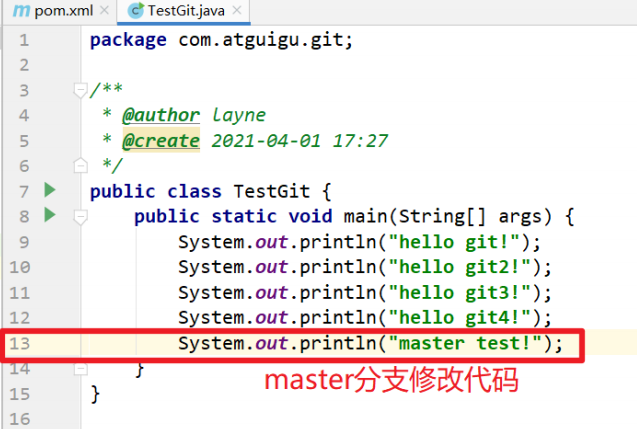 pom.xml TestGit.java
1 package com.atguigu.git;
2
3 /**
4 * @author layne
5 * @create 2021-04-01 17:27
6 */
7 public class TestGit {
8 public static void main(String[] args) {
9 System.out.println("hello git!");
10 System.out.println("hello git2!");
11 System.out.println("hello git3!");
12 System.out.println("hello git4!");
13 System.out.println("master test!");
14 }
master分支修改代码
15 }
16